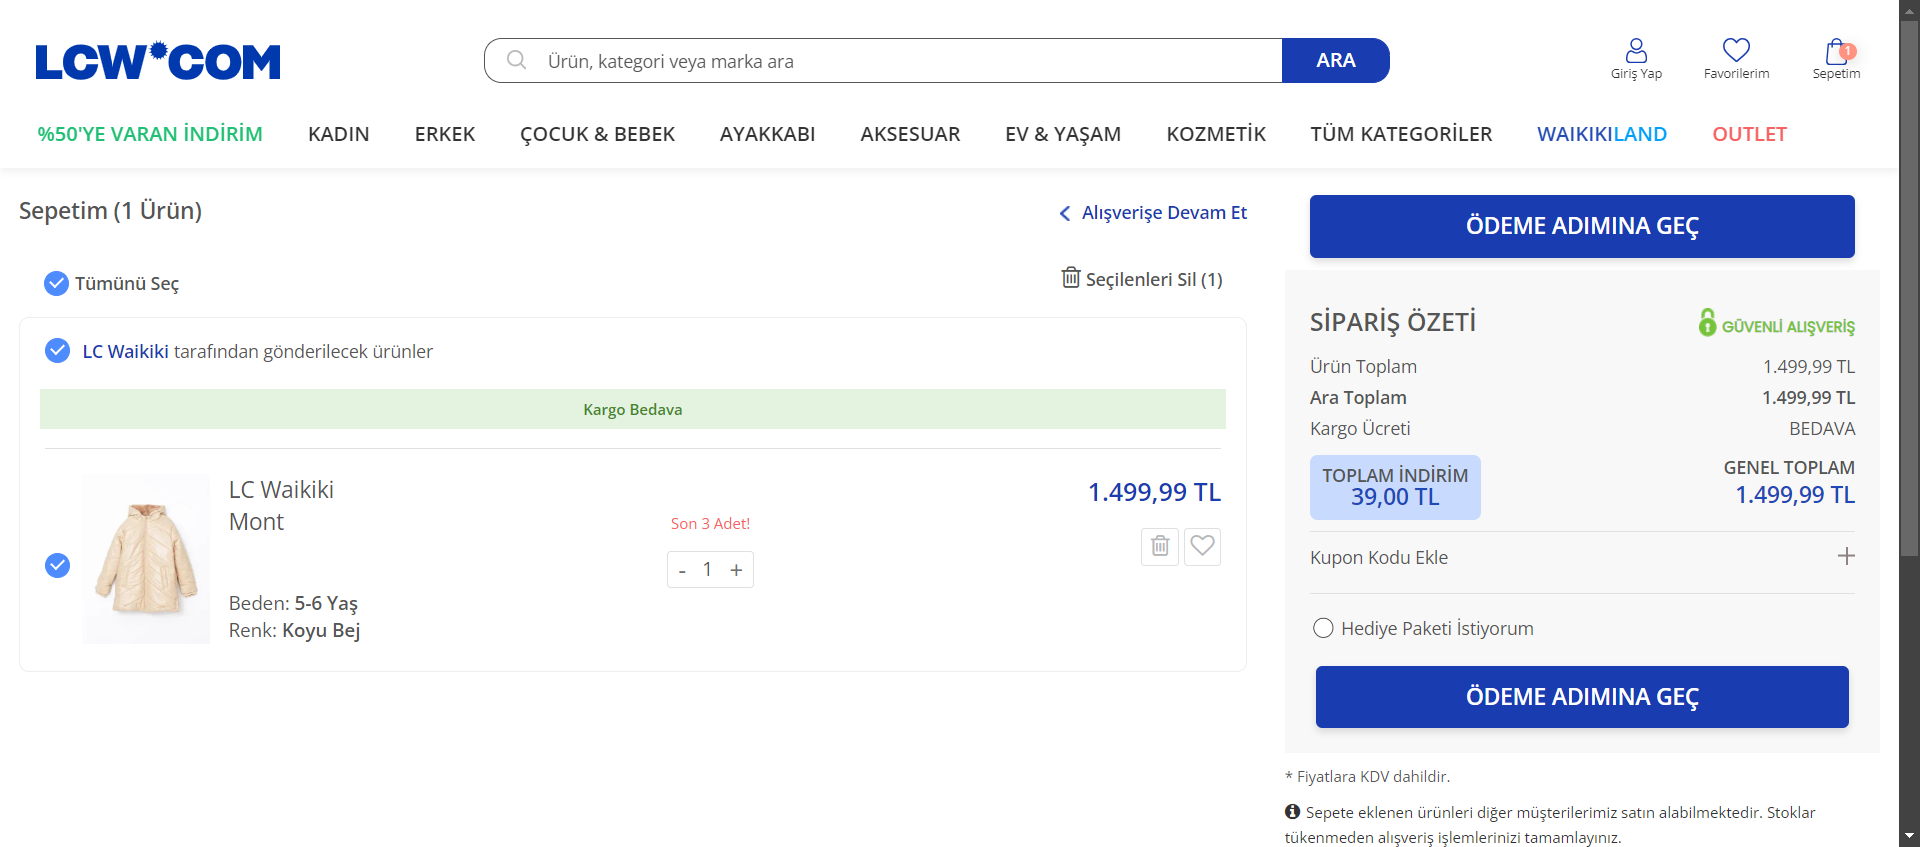 LCW COM
Ürün, kategori veya marka ara
ARA
Giriş Yap
Favorilerim
1
Sepetim
%50'YE VARAN İNDİRİM
KADIN
ERKEK
ÇOCUK & BEBEK
AYAKKABI
AKSESUAR
EV & YAŞAM
KOZMETİK
TÜM KATEGORİLER
WAIKIKILAND
OUTLET
Sepetim (1 Ürün)
Alışverişe Devam Et
Tümünü Seç
Seçilenleri Sil (1)
LC Waikiki tarafından gönderilecek ürünler
Kargo Bedava
LC Waikiki
Mont
Beden: 5-6 Yaş
Renk: Koyu Bej
Son 3 Adet!
- 1 +
1.499,99 TL
ÖDEME ADIMINA GEÇ
SİPARİŞ ÖZETİ
GÜVENLİ ALIŞVERİŞ
Ürün Toplam 1.499,99 TL
Ara Toplam 1.499,99 TL
Kargo Ücreti BEDAVA
TOPLAM İNDİRİM
39,00 TL
GENEL TOPLAM
1.499,99 TL
Kupon Kodu Ekle
Hediye Paketi İstiyorum
ÖDEME ADIMINA GEÇ
* Fiyatlara KDV dahildir.
Sepete eklenen ürünleri diğer müşterilerimiz satın alabilmektedir. Stoklar
tükenmeden alışveriş işlemlerinizi tamamlayınız.